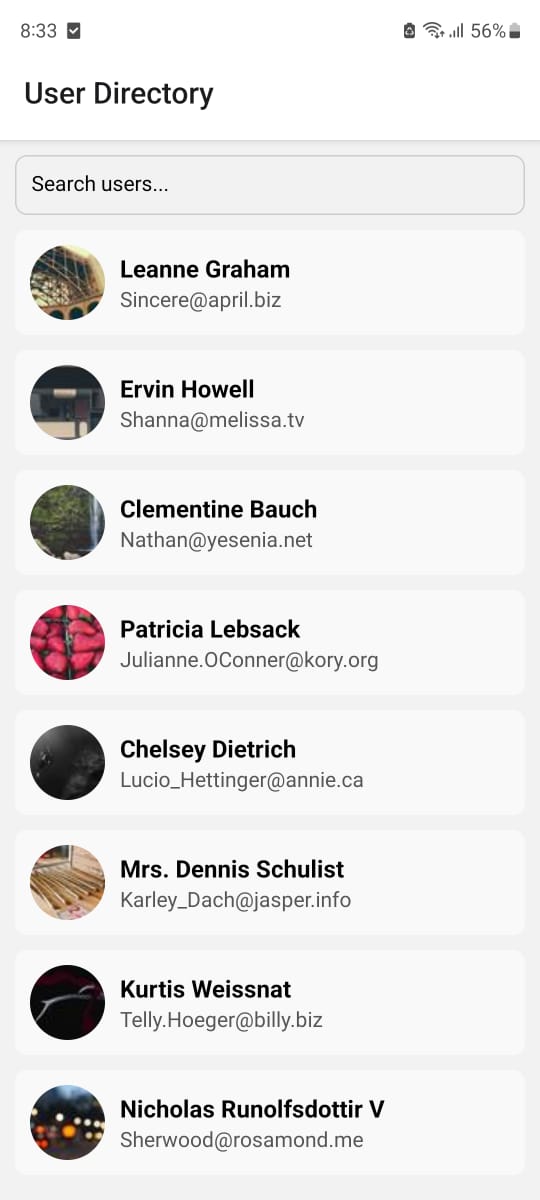 8:33
56%
User Directory
Search users...
Leanne Graham
Sincere@april.biz
Ervin Howell
Shanna@melissa.tv
Clementine Bauch
Nathan@yesenia.net
Patricia Lebsack
Julianne.OConner@kory.org
Chelsey Dietrich
Lucio_Hettinger@annie.ca
Mrs. Dennis Schulist
Karley_Dach@jasper.info
Kurtis Weissnat
Telly.Hoeger@billy.biz
Nicholas Runolfsdottir V
Sherwood@rosamond.me